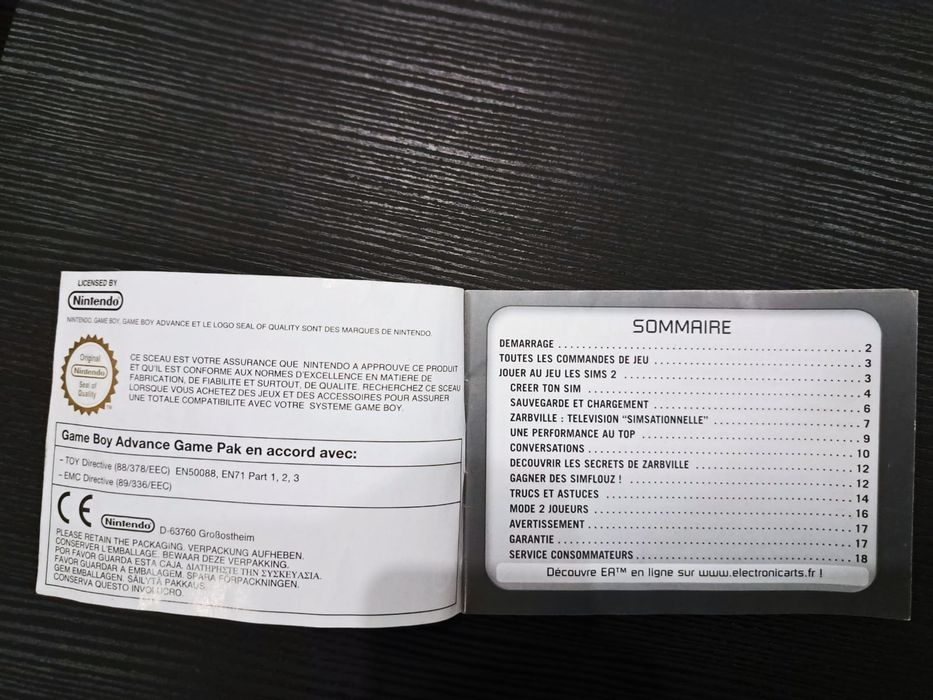 LICENSED BY
Nintendo
NINTENDO, GAME BOY, GAME BOY ADVANCE ET LE LOGO SEAL OF QUALITY SONT DES MARQUES DE NINTENDO.
Original
Nintendo
Seal of
Quality
TM
CE SCEAU EST VOTRE ASSURANCE QUE NINTENDO A APPROUVE CE PRODUIT
ET QU'IL EST CONFORME AUX NORMES D'EXCELLENCE EN MATIERE DE
FABRICATION, DE FIABILITE ET SURTOUT, DE QUALITE. RECHERCHEZ CE SCEAU
LORSQUE VOUS ACHETEZ DES JEUX ET DES ACCESSOIRES POUR ASSURER
UNE TOTALE COMPATIBILITE AVEC VOTRE SYSTEME GAME BOY.
Game Boy Advance Game Pak en accord avec:
- TOY Directive (88/378/EEC) EN50088, EN71 Part 1, 2, 3
- EMC Directive (89/336/EEC)
CE Nintendo D-63760 Großostheim
PLEASE RETAIN THE PACKAGING. VERPACKUNG AUFHEBEN.
CONSERVER L'EMBALLAGE. BEWAAR DEZE VERPAKKING.
POR FAVOR GUARDA ESTA CAJA. ΔΙΑΤΗΡΗΣΤΕ ΤΗΝ ΣΥΣΚΕΥΑΣΙΑ.
FAVOR GUARDAR A EMBALAGEM. SPARA FÖRPACKNINGEN.
GEM EMBALLAGEN. SÄILYTÄ PAKKAUS.
CONSERVA QUESTO INVOLUCRO.
SOMMAIRE
DEMARRAGE 2
TOUTES LES COMMANDES DE JEU 3
JOUER AU JEU LES SIMS 2 3
CREER TON SIM 4
SAUVEGARDE ET CHARGEMENT 6
ZARBVILLE : TELEVISION "SIMSATIONNELLE" 7
UNE PERFORMANCE AU TOP 9
CONVERSATIONS 10
DECOUVRIR LES SECRETS DE ZARBVILLE 12
GAGNER DES SIMFLOUZ ! 12
TRUCS ET ASTUCES 14
MODE 2 JOUEURS 16
AVERTISSEMENT 17
GARANTIE 17
SERVICE CONSOMMATEURS 18
Découvre EA™ en ligne sur www.electronicarts.fr !